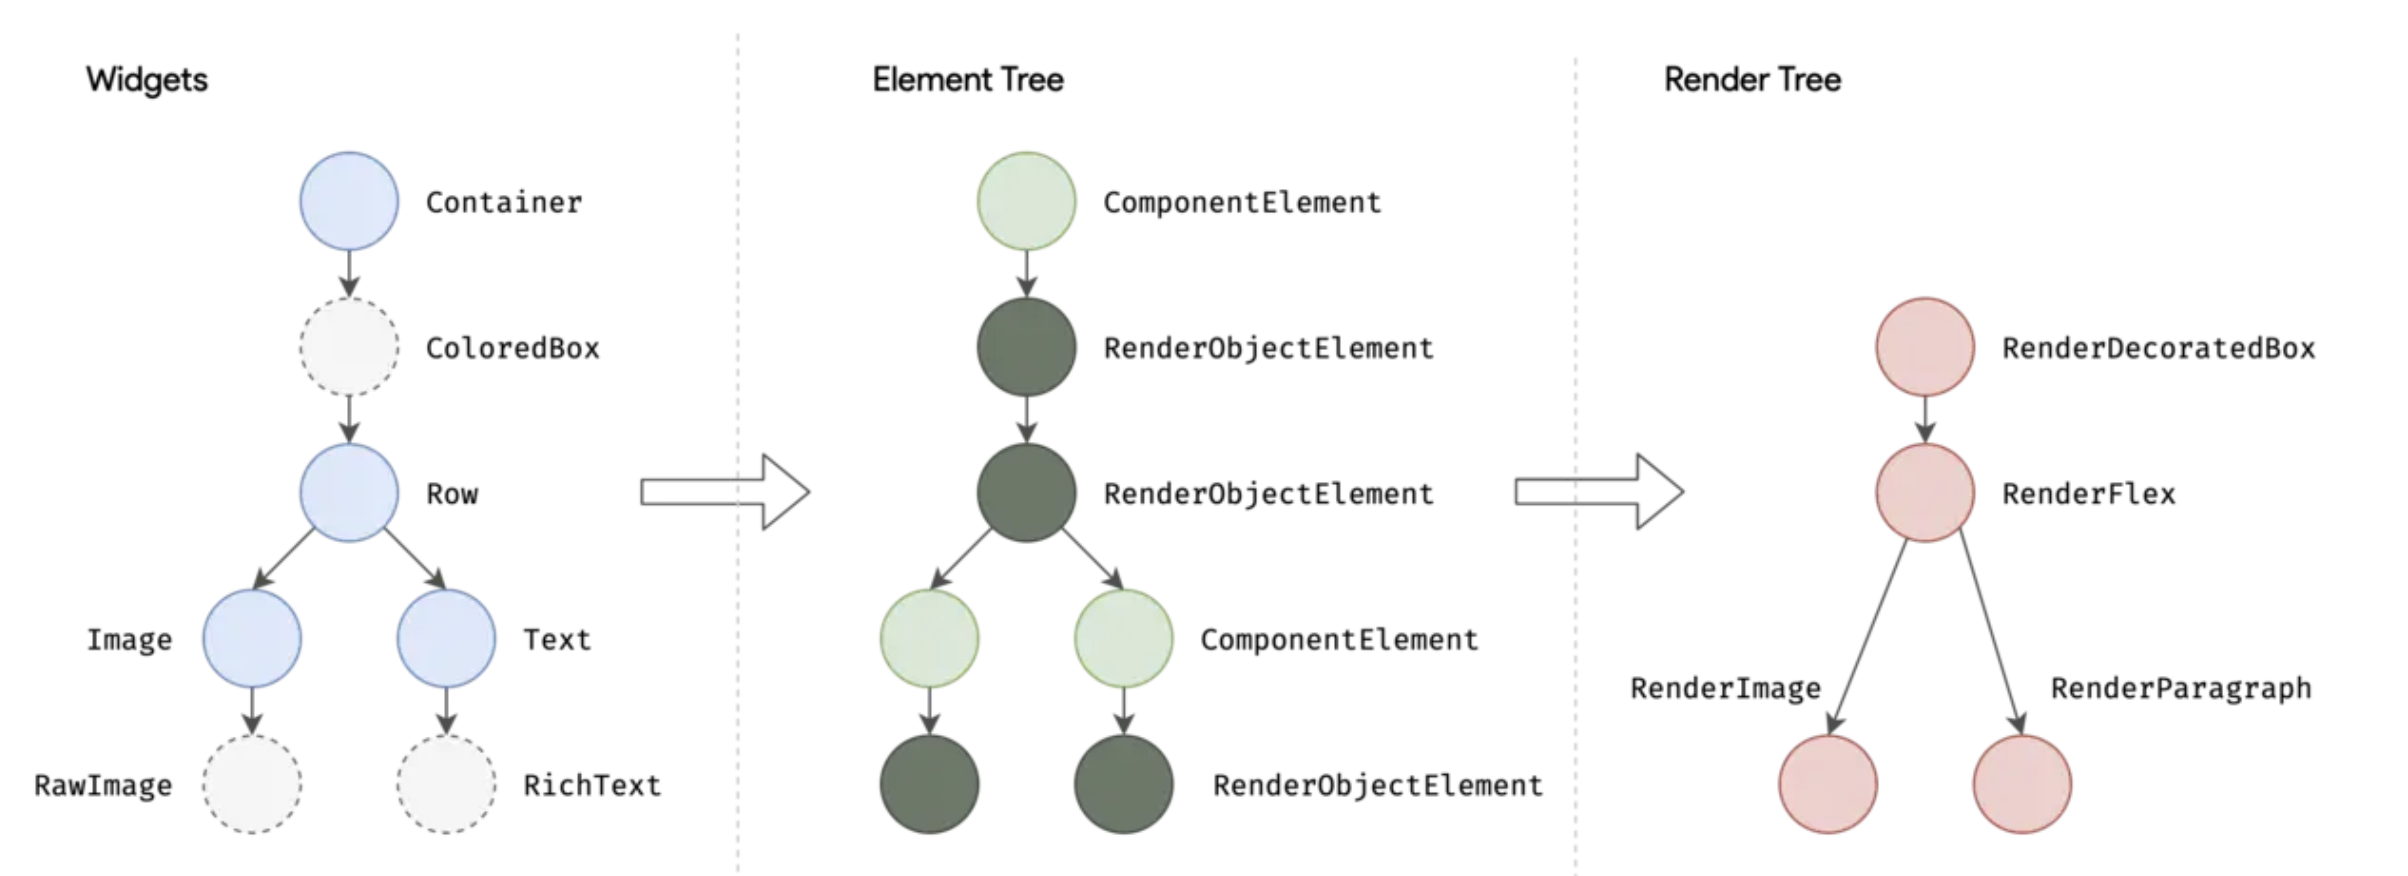 Widgets
Container
ColoredBox
Row
Image
Text
RawImage
RichText
Element Tree
ComponentElement
RenderObjectElement
RenderObjectElement
ComponentElement
RenderObjectElement
Render Tree
RenderDecoratedBox
RenderFlex
RenderImage
RenderParagraph